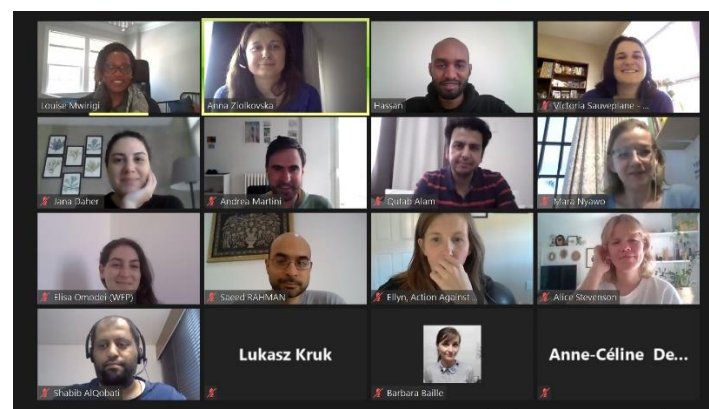 Louise Mwirigi
Anna Ziolkovska
Hassan
Victoria Sauveplane - ...
Jana Daher
Andrea Martini
Qutab Alam
Mara Nyawo
Elisa Omodei (WFP)
Saeed RAHMAN
Ellyn, Action Against ...
Alice Stevenson
Shabib AlQobati
Lukasz Kruk
Barbara Baille
Anne-Céline De...